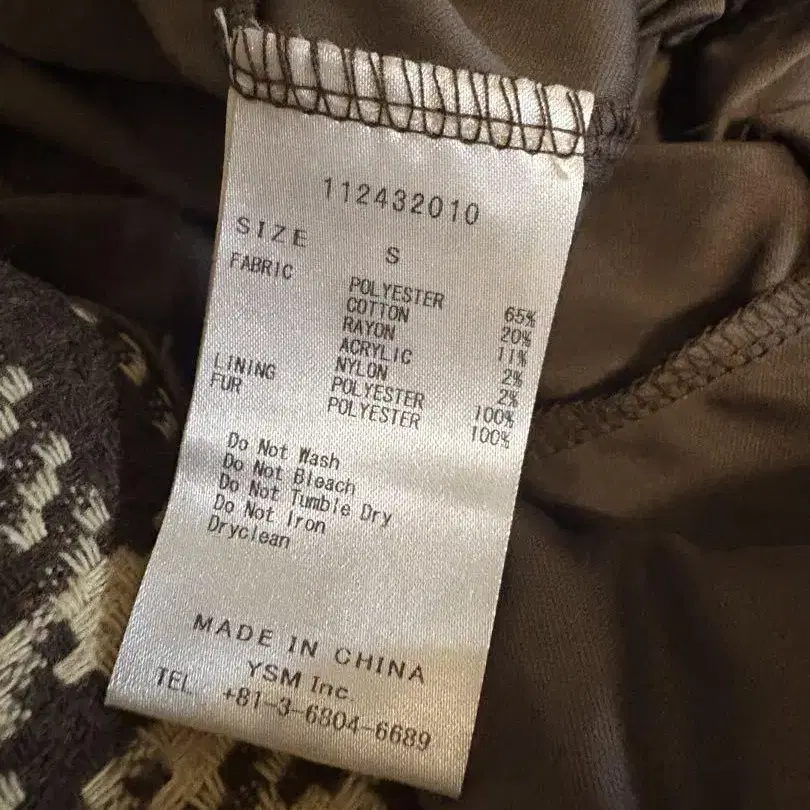 112432010
SIZE S
FABRIC POLYESTER 65%
COTTON 20%
RAYON 11%
ACRYLIC 2%
NYLON 2%
LINING POLYESTER 100%
FUR POLYESTER 100%
Do Not Wash
Do Not Bleach
Do Not Tumble Dry
Do Not Iron
Dryclean
MADE IN CHINA
YSM Inc.
TEL +81-3-6804-6689